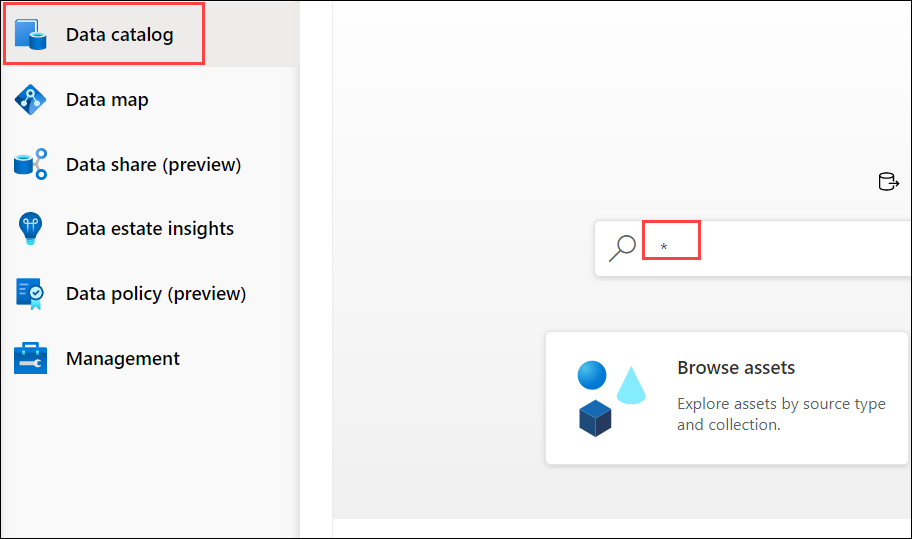 Data catalog
Data map
Data share (preview)
Data estate insights
Data policy (preview)
Management
*
Browse assets
Explore assets by source type
and collection.